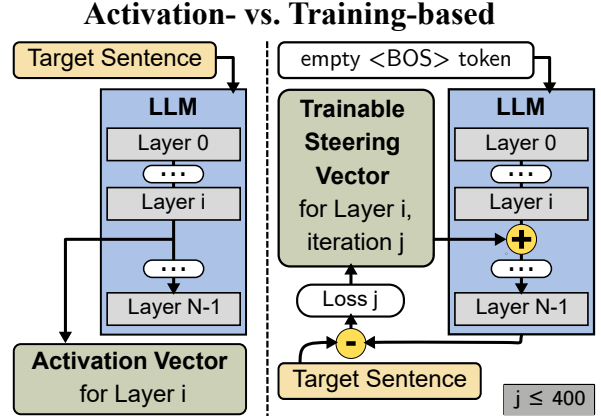 Activation- vs. Training-based
Target Sentence
LLM
Layer 0
...
Layer i
...
Layer N-1
Activation Vector
for Layer i
empty <BOS> token
Trainable
Steering
Vector
for Layer i,
iteration j
LLM
Layer 0
...
Layer i
+
...
Layer N-1
Loss j
-
Target Sentence
j ≤ 400